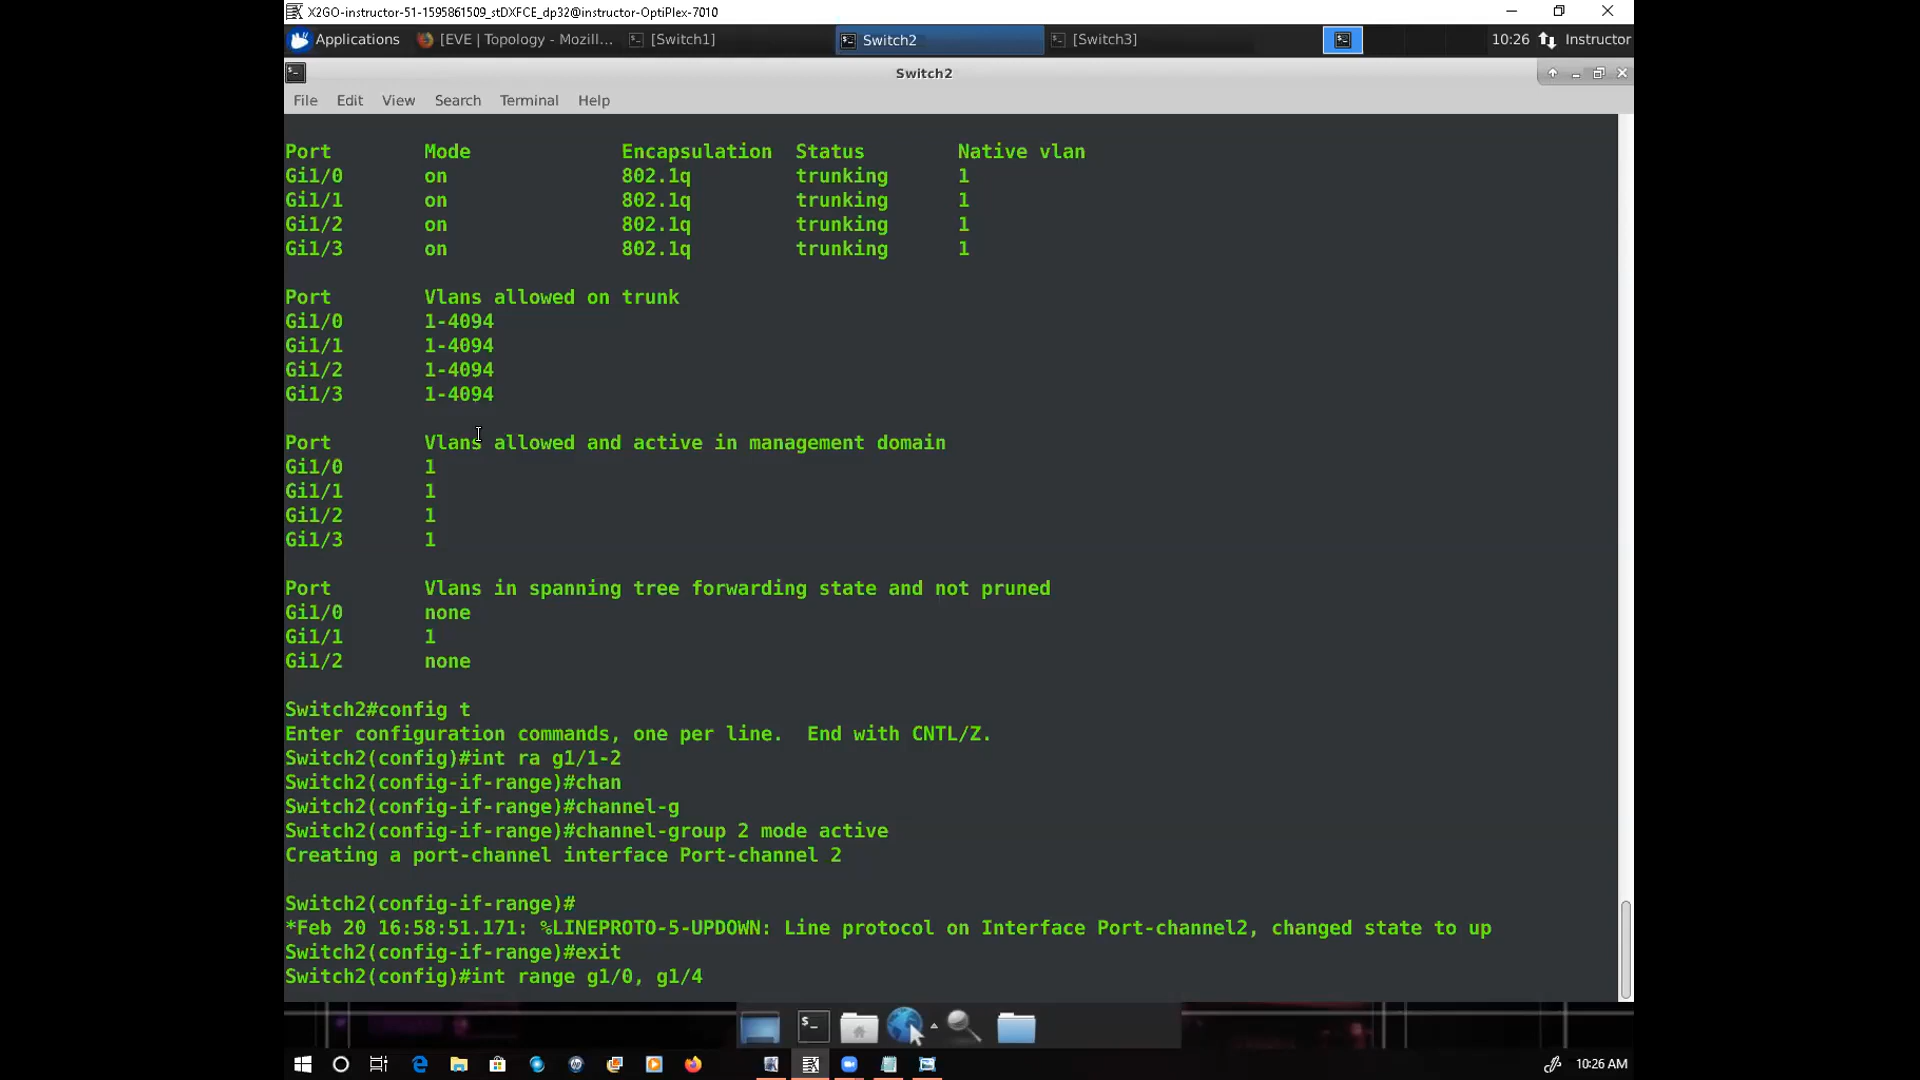 X2GO-instructor-51-1595861509_stDXFCE_dp32@instructor-OptiPlex-7010
Applications [EVE | Topology - Mozill... [Switch1] Switch2 [Switch3] 10:26 Instructor
Switch2
File Edit View Search Terminal Help
Port Mode Encapsulation Status Native vlan
Gi1/0 on 802.1q trunking 1
Gi1/1 on 802.1q trunking 1
Gi1/2 on 802.1q trunking 1
Gi1/3 on 802.1q trunking 1
Port Vlans allowed on trunk
Gi1/0 1-4094
Gi1/1 1-4094
Gi1/2 1-4094
Gi1/3 1-4094
Port Vlans allowed and active in management domain
Gi1/0 1
Gi1/1 1
Gi1/2 1
Gi1/3 1
Port Vlans in spanning tree forwarding state and not pruned
Gi1/0 none
Gi1/1 1
Gi1/2 none
Switch2#config t
Enter configuration commands, one per line.  End with CNTL/Z.
Switch2(config)#int ra g1/1-2
Switch2(config-if-range)#chan
Switch2(config-if-range)#channel-g
Switch2(config-if-range)#channel-group 2 mode active
Creating a port-channel interface Port-channel 2
Switch2(config-if-range)#
*Feb 20 16:58:51.171: %LINEPROTO-5-UPDOWN: Line protocol on Interface Port-channel2, changed state to up
Switch2(config-if-range)#exit
Switch2(config)#int range g1/0, g1/4
10:26 AM